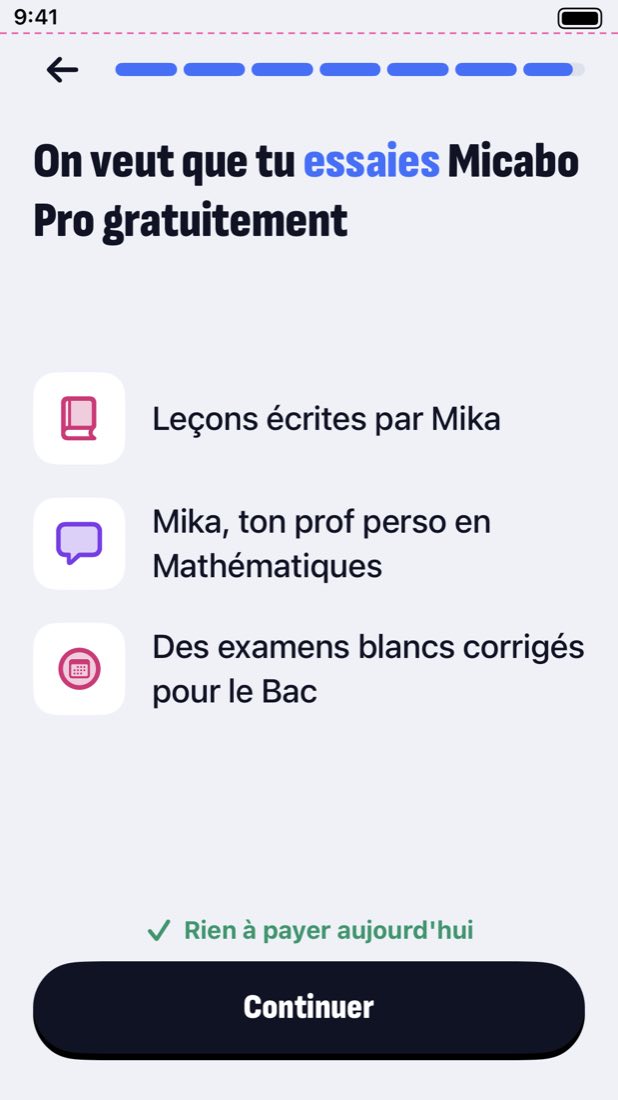 9:41
On veut que tu essaies Micabo
Pro gratuitement
Leçons écrites par Mika
Mika, ton prof perso en
Mathématiques
Des examens blancs corrigés
pour le Bac
Rien à payer aujourd'hui
Continuer